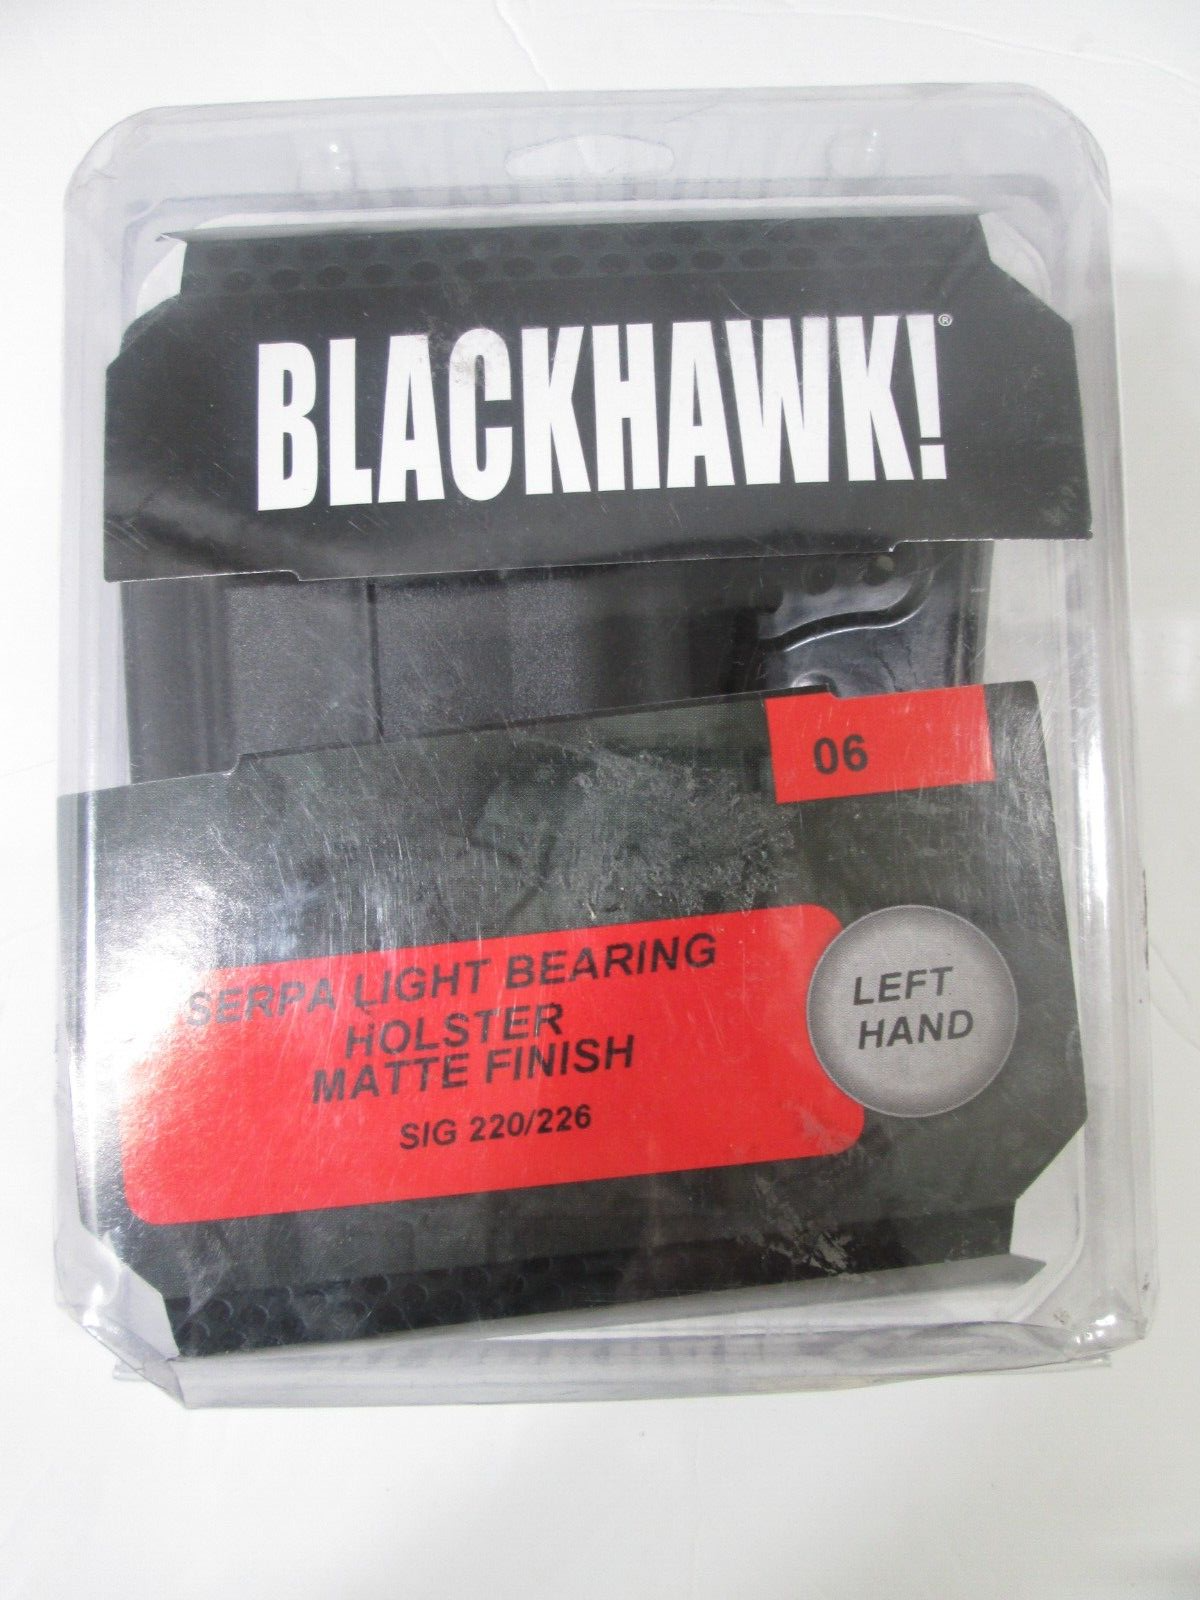 BLACKHAWK!®
06
SERPA LIGHT BEARING
HOLSTER
MATTE FINISH
SIG 220/226
LEFT
HAND